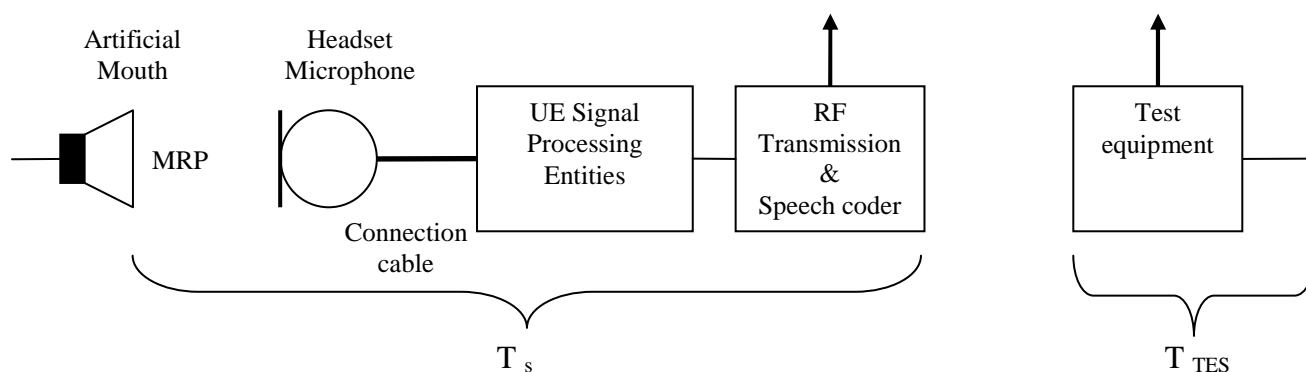 Artificial
Mouth
MRP
Headset
Microphone
Connection
cable
UE Signal
Processing
Entities
RF
Transmission
&
Speech coder
Test
equipment
T s
T TES